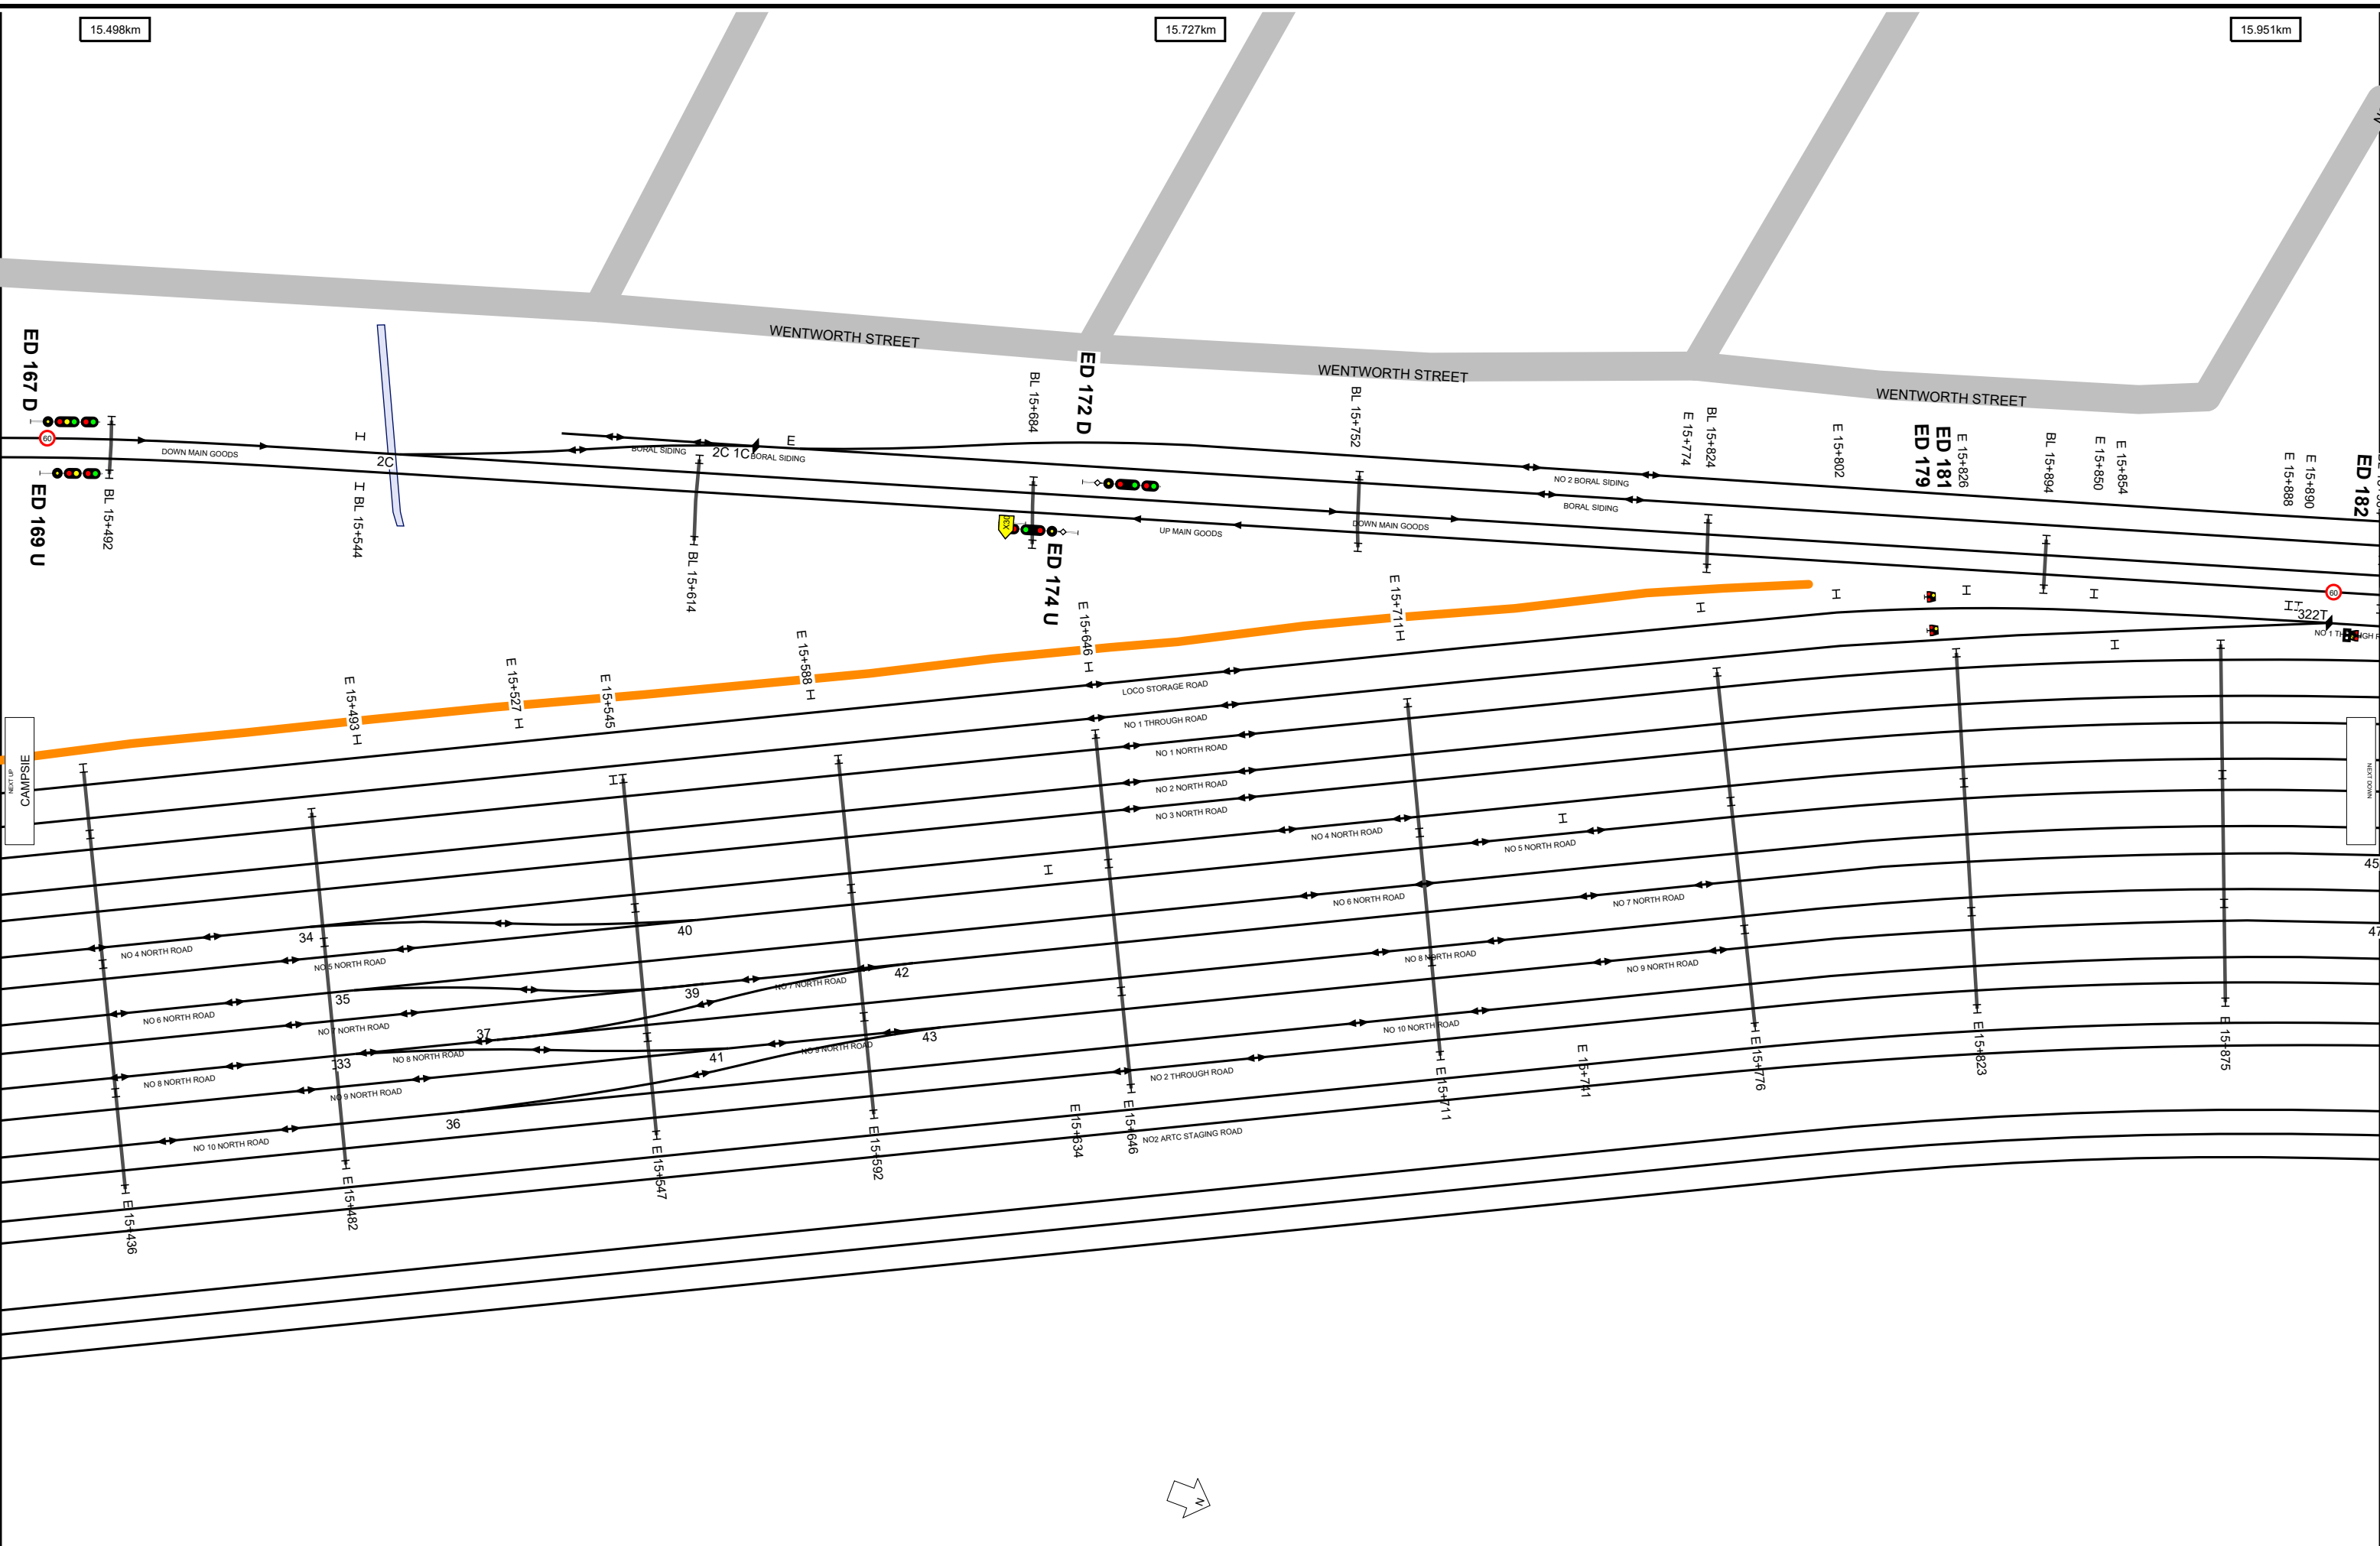 15.498km
15.727km
15.951km
WENTWORTH STREET
WENTWORTH STREET
WENTWORTH STREET
ED 167 D
60
DOWN MAIN GOODS
ED 169 U
BL 15+492
BL 15+544
2C
BORAL SIDING
2C 1C
E
BORAL SIDING
BL 15+614
BL 15+684
ED 172 D
ED 174 U
BL 15+752
NO 2 BORAL SIDING
BORAL SIDING
DOWN MAIN GOODS
UP MAIN GOODS
E 15+774
BL 15+824
E 15+802
ED 179
ED 181
E 15+826
BL 15+894
E 15+850
E 15+854
E 15+888
E 15+890
ED 182
60
322T
E 15+493
E 15+527
E 15+545
E 15+588
E 15+646
E 15+711
NEXT UP
CAMPSIE
NEXT DOWN
LOCO STORAGE ROAD
NO 1 THROUGH ROAD
NO 1 NORTH ROAD
NO 2 NORTH ROAD
NO 3 NORTH ROAD
NO 4 NORTH ROAD
NO 5 NORTH ROAD
NO 6 NORTH ROAD
NO 7 NORTH ROAD
NO 8 NORTH ROAD
NO 9 NORTH ROAD
NO 10 NORTH ROAD
NO 2 THROUGH ROAD
NO2 ARTC STAGING ROAD
34
NO 4 NORTH ROAD
NO 5 NORTH ROAD
40
35
NO 6 NORTH ROAD
NO 7 NORTH ROAD
39
NO 7 NORTH ROAD
42
37
33
NO 8 NORTH ROAD
NO 8 NORTH ROAD
NO 9 NORTH ROAD
41
NO 9 NORTH ROAD
43
36
NO 10 NORTH ROAD
45
47
E 15+436
E 15+482
E 15+547
E 15+592
E 15+634
E 15+646
E 15+711
E 15+741
E 15+776
E 15+823
E 15+875
N